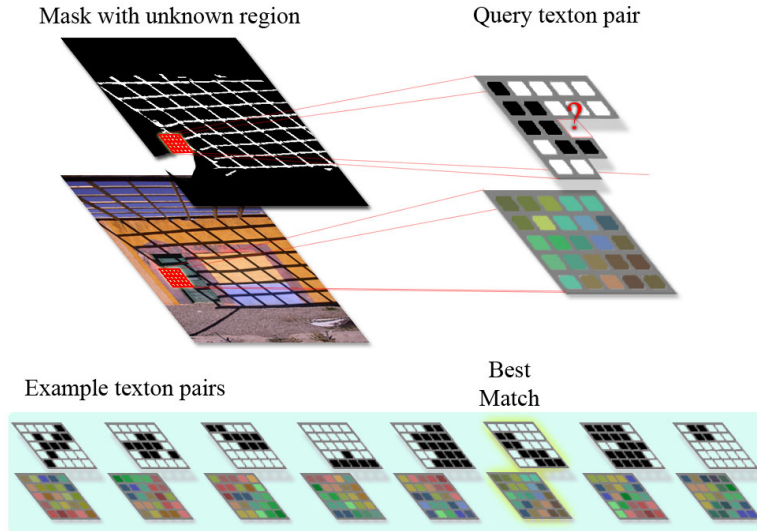 Mask with unknown region
Query texton pair
?
Example texton pairs
Best
Match